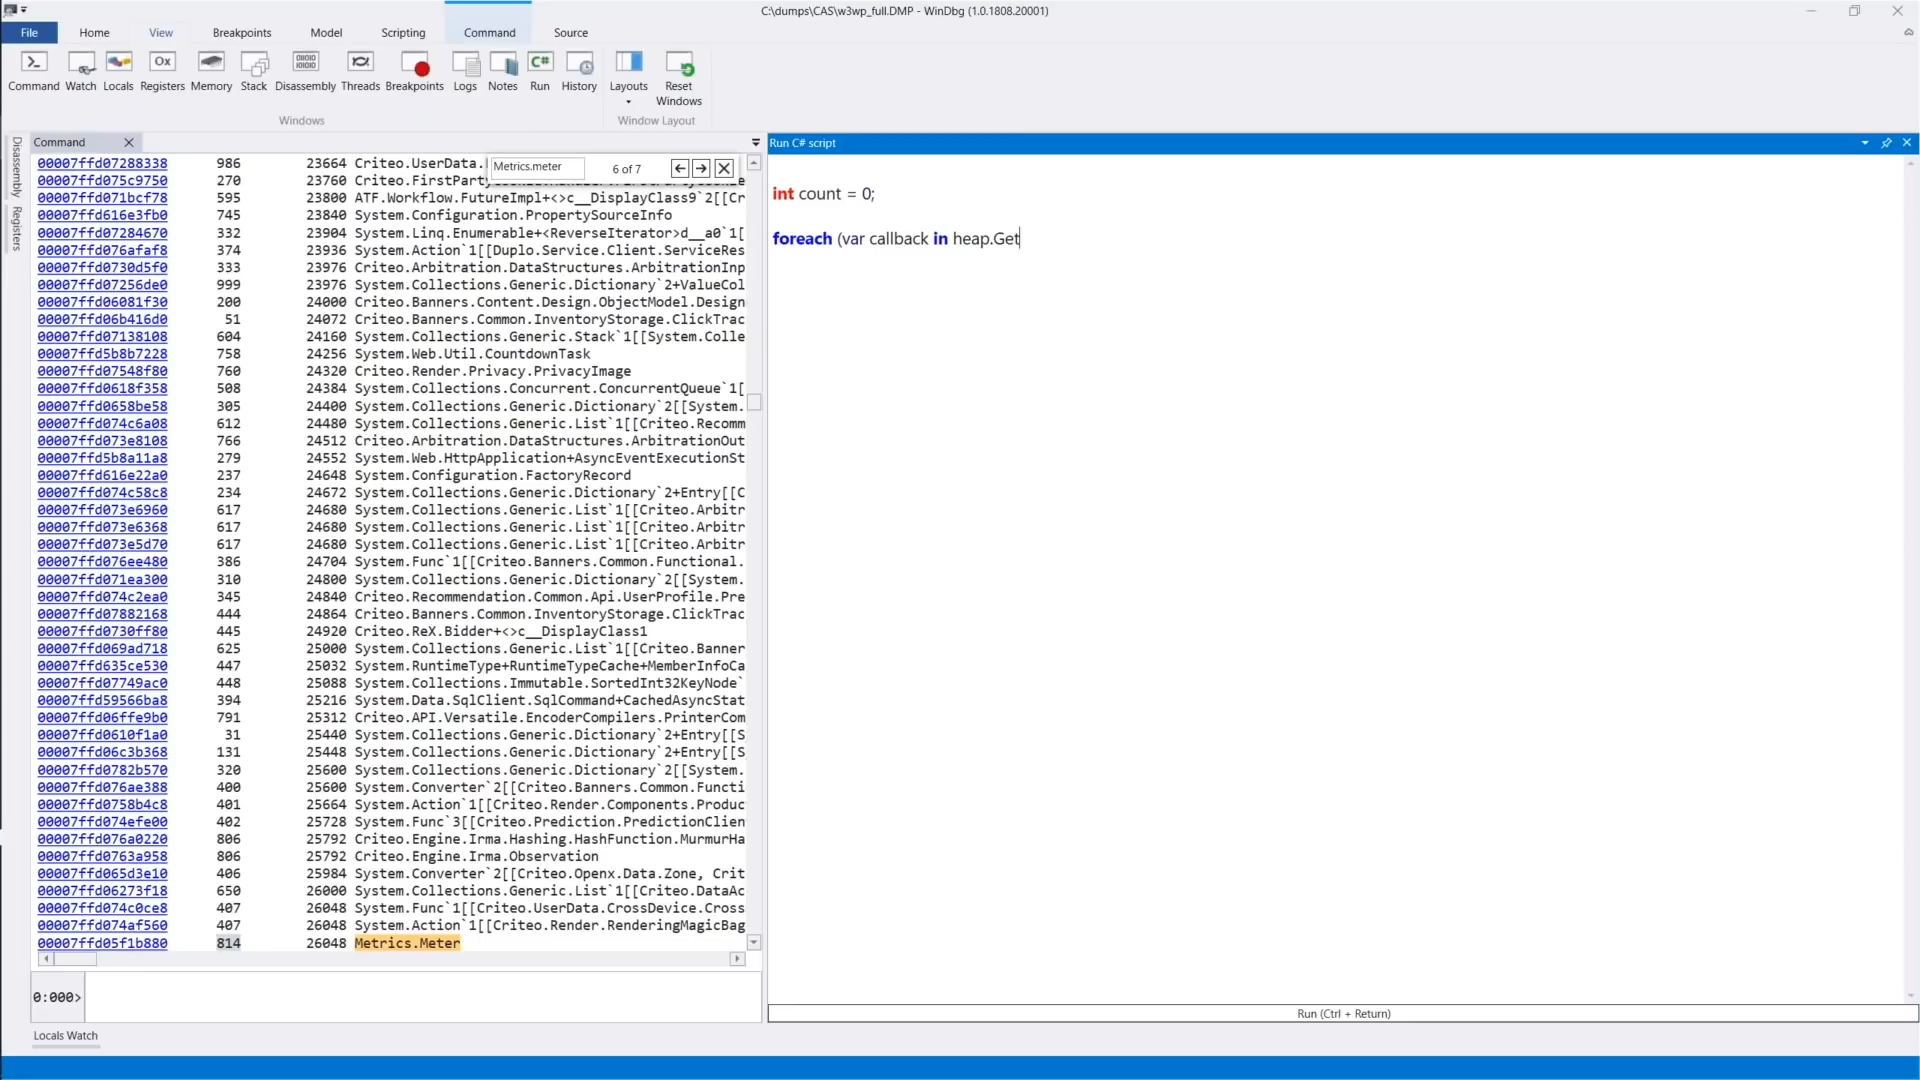 C:\dumps\CAS\w3wp_full.DMP - WinDbg (1.0.1808.20001)
File Home View Breakpoints Model Scripting Command Source
Command Watch Locals Registers Memory Stack Disassembly Threads Breakpoints Logs Notes Run History Layouts Reset Windows
Windows Window Layout
Disassembly
Registers
Command
Metrics.meter 6 of 7
00007ffd07288338 986 23664 Criteo.UserData.
00007ffd075c9750 270 23760 Criteo.FirstParty
00007ffd071bcf78 595 23800 ATF.Workflow.FutureImpl+<>c__DisplayClass9`2[[Cr
00007ffd616e3fb0 745 23840 System.Configuration.PropertySourceInfo
00007ffd07284670 332 23904 System.Linq.Enumerable+<ReverseIterator>d__a0`1[
00007ffd076afaf8 374 23936 System.Action`1[[Duplo.Service.Client.ServiceRes
00007ffd0730d5f0 333 23976 Criteo.Arbitration.DataStructures.ArbitrationInp
00007ffd07256de0 999 23976 System.Collections.Generic.Dictionary`2+ValueCol
00007ffd06081f30 200 24000 Criteo.Banners.Content.Design.ObjectModel.Design
00007ffd06b416d0 51 24072 Criteo.Banners.Common.InventoryStorage.ClickTrac
00007ffd07138108 604 24160 System.Collections.Generic.Stack`1[[System.Colle
00007ffd5b8b7228 758 24256 System.Web.Util.CountdownTask
00007ffd07548f80 760 24320 Criteo.Render.Privacy.PrivacyImage
00007ffd0618f358 508 24384 System.Collections.Concurrent.ConcurrentQueue`1[
00007ffd0658be58 305 24400 System.Collections.Generic.Dictionary`2[[System.
00007ffd074c6a08 612 24480 System.Collections.Generic.List`1[[Criteo.Recomm
00007ffd073e8108 766 24512 Criteo.Arbitration.DataStructures.ArbitrationOut
00007ffd5b8a11a8 279 24552 System.Web.HttpApplication+AsyncEventExecutionSt
00007ffd616e22a0 237 24648 System.Configuration.FactoryRecord
00007ffd074c58c8 234 24672 System.Collections.Generic.Dictionary`2+Entry[[C
00007ffd073e6960 617 24680 System.Collections.Generic.List`1[[Criteo.Arbitr
00007ffd073e6368 617 24680 System.Collections.Generic.List`1[[Criteo.Arbitr
00007ffd073e5d70 617 24680 System.Collections.Generic.List`1[[Criteo.Arbitr
00007ffd076ee480 386 24704 System.Func`1[[Criteo.Banners.Common.Functional.
00007ffd071ea300 310 24800 System.Collections.Generic.Dictionary`2[[System.
00007ffd074c2ea0 345 24840 Criteo.Recommendation.Common.Api.UserProfile.Pre
00007ffd07882168 444 24864 Criteo.Banners.Common.InventoryStorage.ClickTrac
00007ffd0730ff80 445 24920 Criteo.ReX.Bidder+<>c__DisplayClass1
00007ffd069ad718 625 25000 System.Collections.Generic.List`1[[Criteo.Banner
00007ffd635ce530 447 25032 System.RuntimeType+RuntimeTypeCache+MemberInfoCa
00007ffd07749ac0 448 25088 System.Collections.Immutable.SortedInt32KeyNode`
00007ffd59566ba8 394 25216 System.Data.SqlClient.SqlCommand+CachedAsyncStat
00007ffd06ffe9b0 791 25312 Criteo.API.Versatile.EncoderCompilers.PrinterCom
00007ffd0610f1a0 31 25440 System.Collections.Generic.Dictionary`2+Entry[[S
00007ffd06c3b368 131 25448 System.Collections.Generic.Dictionary`2+Entry[[S
00007ffd0782b570 320 25600 System.Collections.Generic.Dictionary`2[[System.
00007ffd076ae388 400 25600 System.Converter`2[[Criteo.Banners.Common.Functi
00007ffd0758b4c8 401 25664 System.Action`1[[Criteo.Render.Components.Produc
00007ffd074efe00 402 25728 System.Func`3[[Criteo.Prediction.PredictionClien
00007ffd076a0220 806 25792 Criteo.Engine.Irma.Hashing.HashFunction.MurmurHa
00007ffd0763a958 806 25792 Criteo.Engine.Irma.Observation
00007ffd065d3e10 406 25984 System.Converter`2[[Criteo.Openx.Data.Zone, Crit
00007ffd06273f18 650 26000 System.Collections.Generic.List`1[[Criteo.DataAc
00007ffd074c0ce8 407 26048 System.Func`1[[Criteo.UserData.CrossDevice.Cross
00007ffd074af560 407 26048 System.Action`1[[Criteo.Render.RenderingMagicBag
00007ffd05f1b880 814 26048 Metrics.Meter
0:000>
Locals Watch
Run C# script
int count = 0;
foreach (var callback in heap.Get
Run (Ctrl + Return)